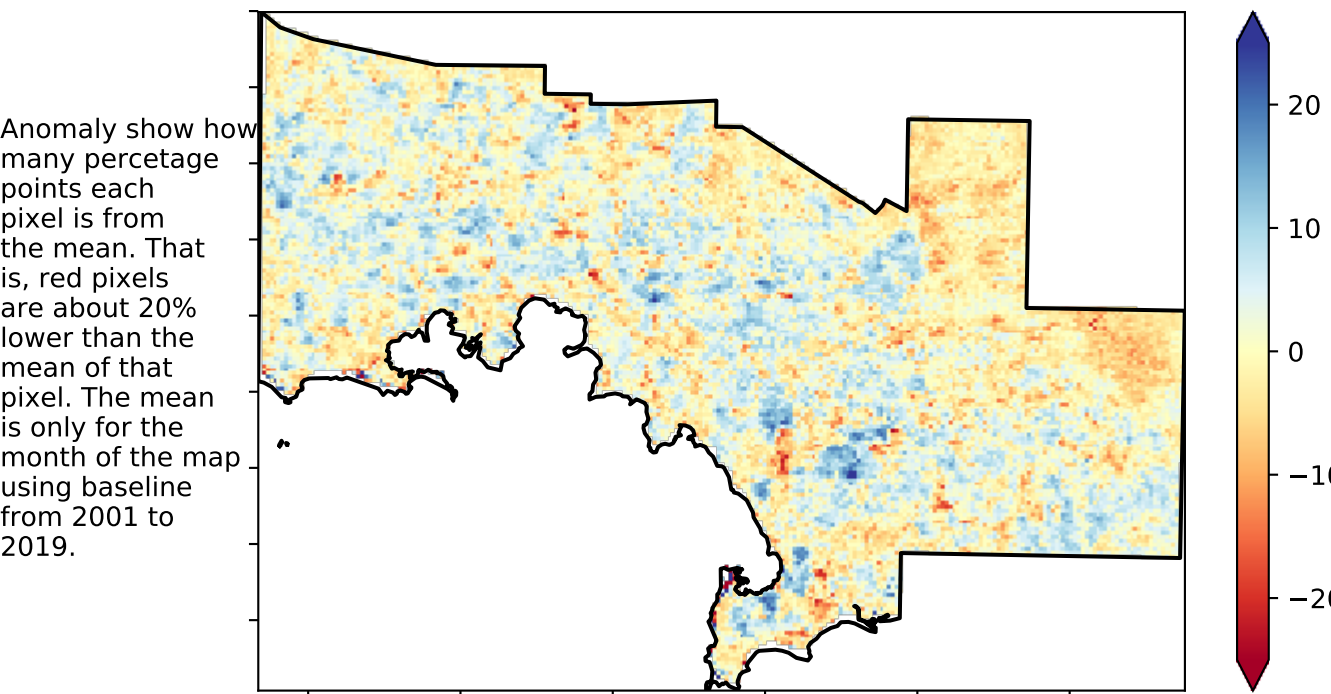 Anomaly show how
many percetage
points each
pixel is from
the mean. That
is, red pixels
are about 20%
lower than the
mean of that
pixel. The mean
is only for the
month of the map
using baseline
from 2001 to
2019.
20
10
0
−10
−20